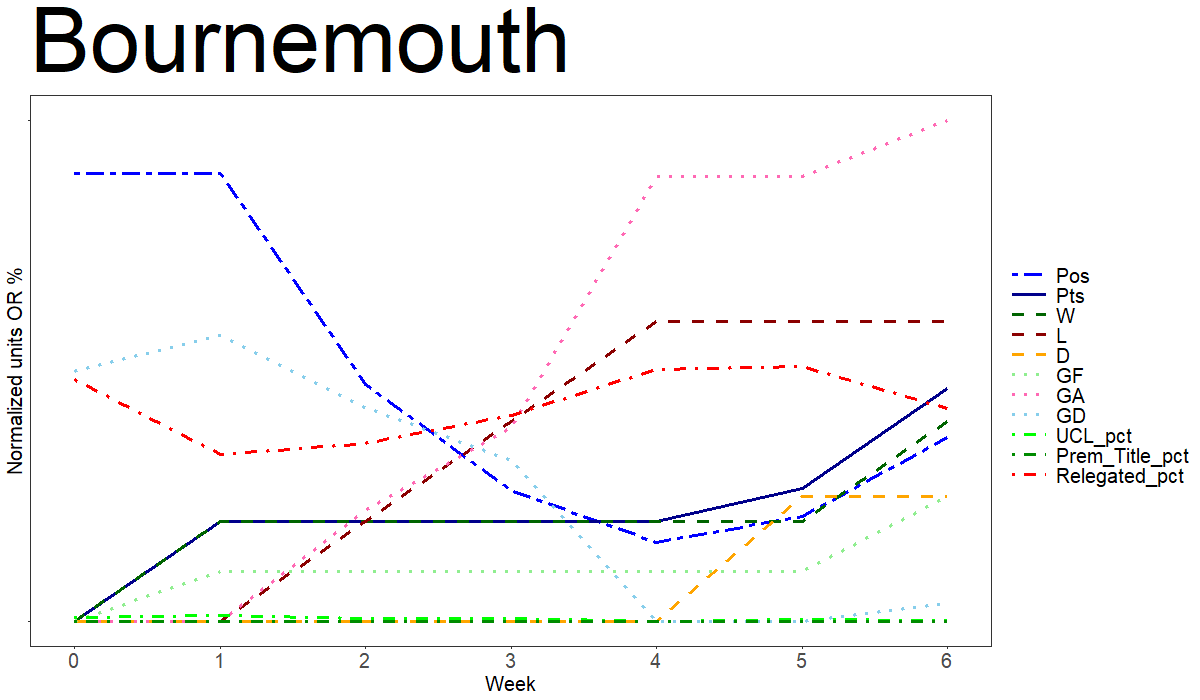 Bournemouth
Normalized units OR %
0 1 2 3 4 5 6
Week
Pos
Pts
W
L
D
GF
GA
GD
UCL_pct
Prem_Title_pct
Relegated_pct